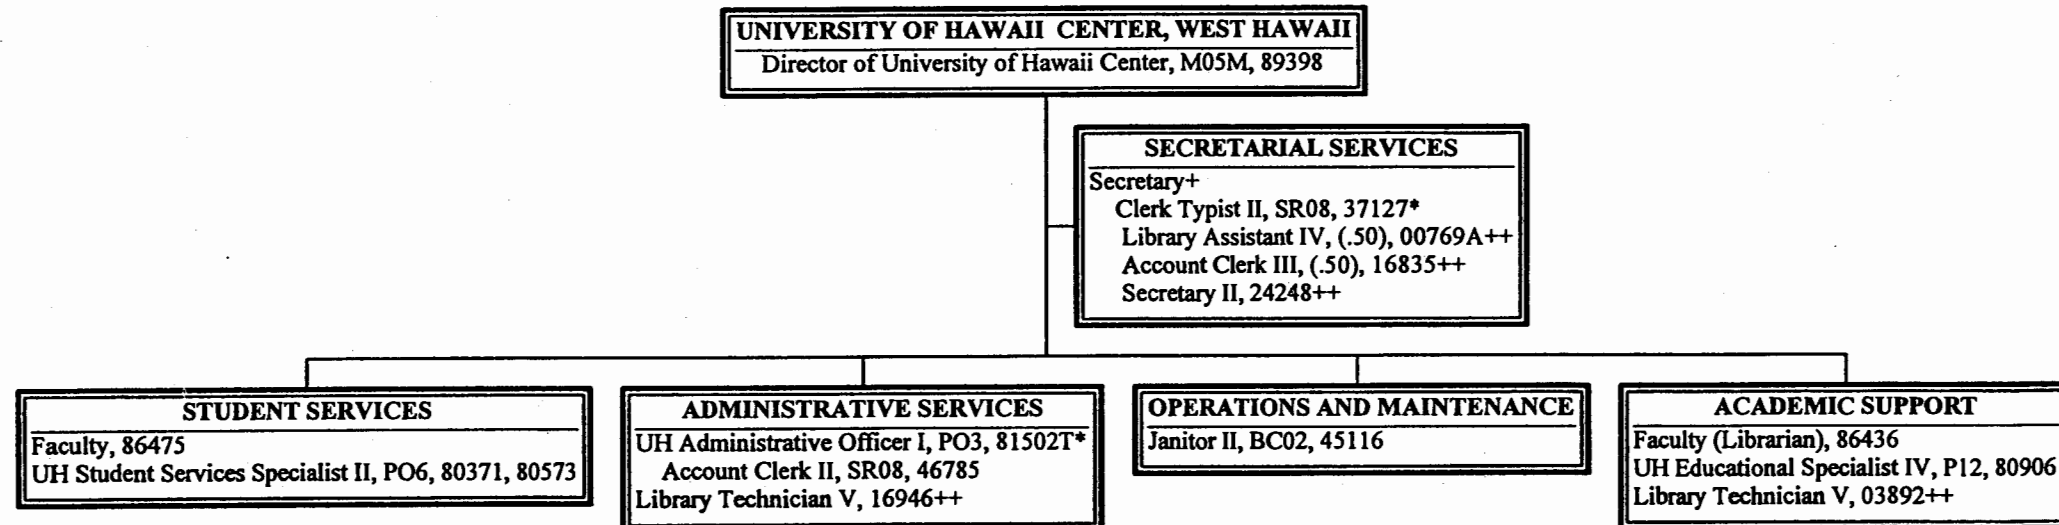 UNIVERSITY OF HAWAII CENTER, WEST HAWAII
Director of University of Hawaii Center, M05M, 89398
SECRETARIAL SERVICES
Secretary+
Clerk Typist II, SR08, 37127*
Library Assistant IV, (.50), 00769A++
Account Clerk III, (.50), 16835++
Secretary II, 24248++
STUDENT SERVICES
Faculty, 86475
UH Student Services Specialist II, PO6, 80371, 80573
ADMINISTRATIVE SERVICES
UH Administrative Officer I, PO3, 81502T*
Account Clerk II, SR08, 46785
Library Technician V, 16946++
OPERATIONS AND MAINTENANCE
Janitor II, BC02, 45116
ACADEMIC SUPPORT
Faculty (Librarian), 86436
UH Educational Specialist IV, P12, 80906
Library Technician V, 03892++